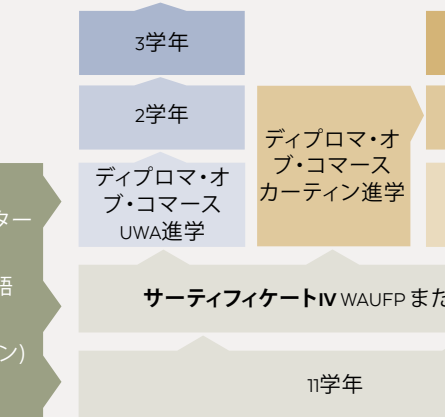 3学年
2学年
ディプロマ・オ
ブ・コマース
UWA進学
ディプロマ・オ
ブ・コマース
カーティン進学
ター
語
ン)
サーティフィケートIV WAUFP また
11学年